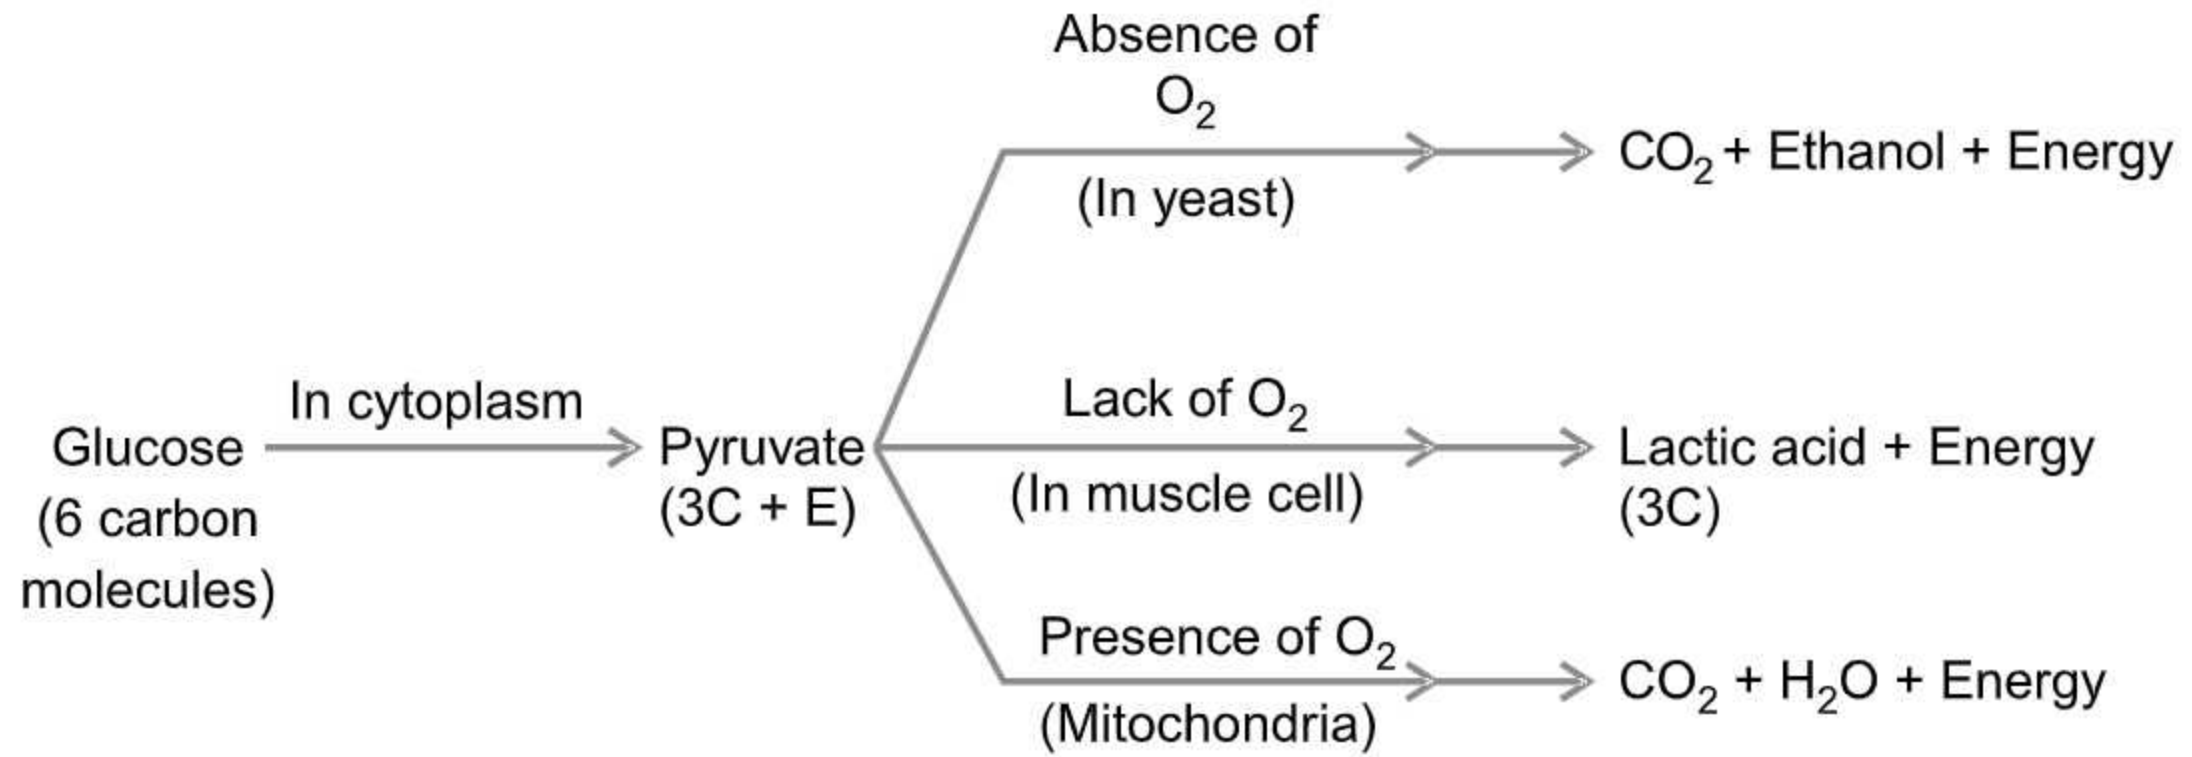 Absence of
O₂
(In yeast)
CO₂ + Ethanol + Energy
In cytoplasm
Glucose
(6 carbon
molecules)
Pyruvate
(3C + E)
Lack of O₂
(In muscle cell)
Lactic acid + Energy
(3C)
Presence of O₂
(Mitochondria)
CO₂ + H₂O + Energy